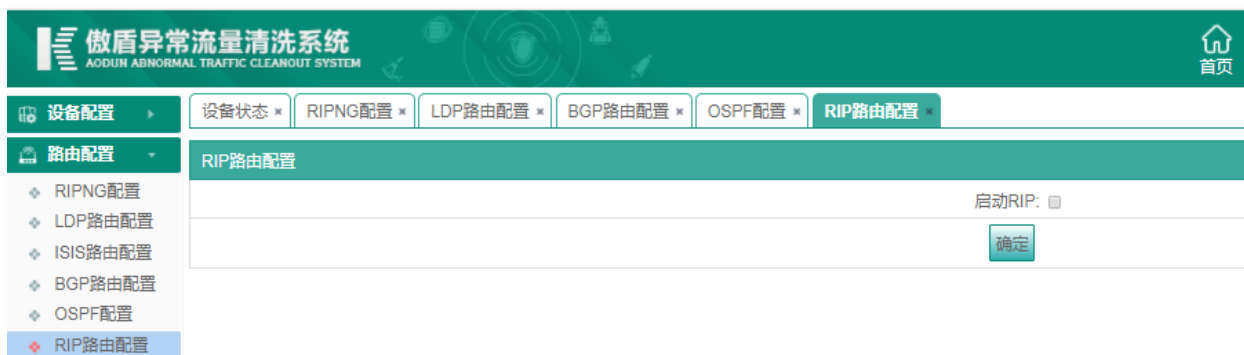 傲盾异常流量清洗系统
AODUN ABNORMAL TRAFFIC CLEANOUT SYSTEM
首页
设备配置
设备状态 × RIPNG配置 × LDP路由配置 × BGP路由配置 × OSPF配置 × RIP路由配置 ×
路由配置
RIP路由配置
RIPNG配置
启动RIP:
LDP路由配置
确定
ISIS路由配置
BGP路由配置
OSPF配置
RIP路由配置